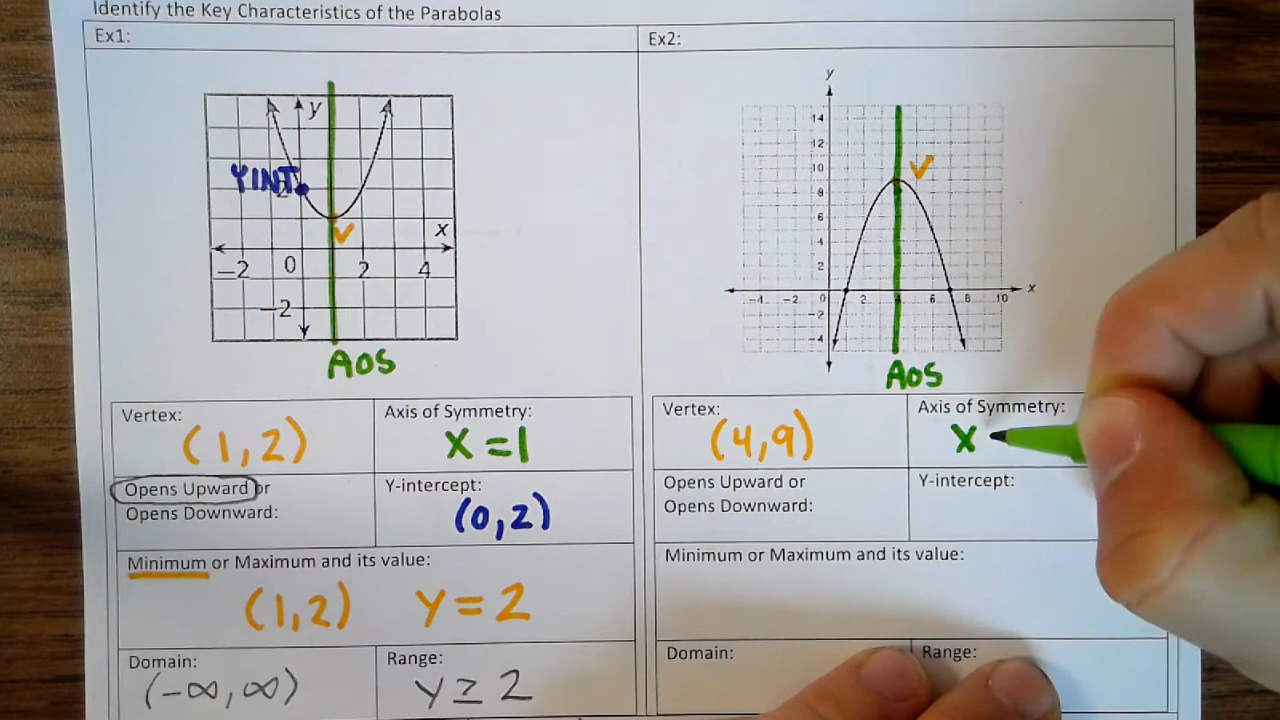 Identify the Key Characteristics of the Parabolas
Ex1:
y
YINT.
2
V
x
-2
0
2
4
-2
AOS
Vertex:
(1,2)
Axis of Symmetry:
X = 1
Opens Upward or
Opens Downward:
Y-intercept:
(0,2)
Minimum or Maximum and its value:
(1,2) Y = 2
Domain:
(-∞,∞)
Range:
Y ≥ 2
Ex2:
y
14
12
10
V
8
6
4
2
-4 -2 0 2 4 6 8 10 x
-2
-4
AOS
Vertex:
(4,9)
Axis of Symmetry:
X
Opens Upward or
Opens Downward:
Y-intercept:
Minimum or Maximum and its value:
Domain:
Range: